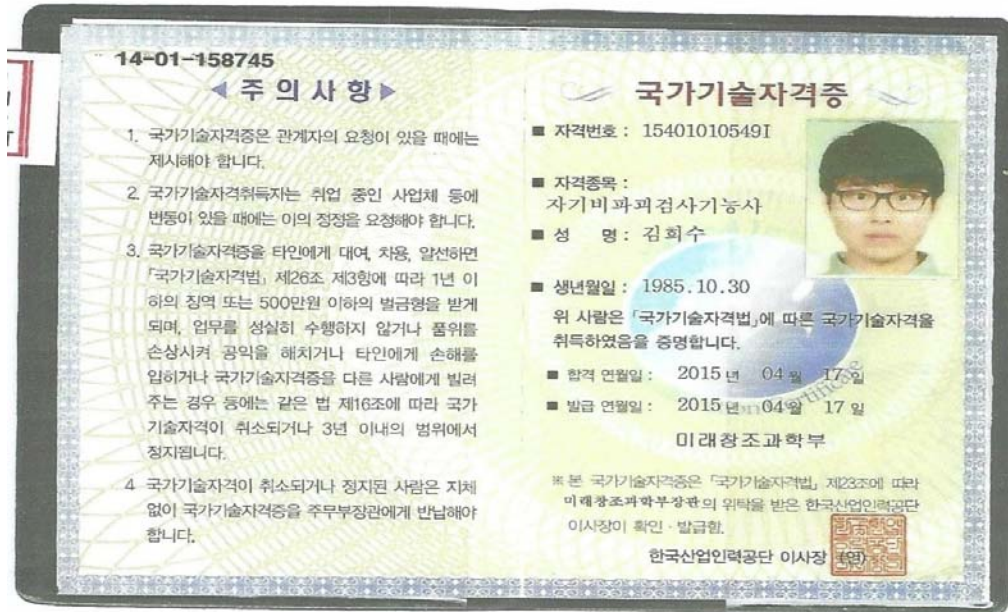 14-01-158745
◀주 의 사 항▶
1. 국가기술자격증은 관계자의 요청이 있을 때에는
제시해야 합니다.
2. 국가기술자격취득자는 취업 중인 사업체 등에
변동이 있을 때에는 이의 정정을 요청해야 합니다.
3. 국가기술자격증을 타인에게 대여, 차용, 알선하면
「국가기술자격법」 제26조 제3항에 따라 1년 이
하의 징역 또는 500만원 이하의 벌금형을 받게
되며, 업무를 성실히 수행하지 않거나 품위를
손상시켜 공익을 해치거나 타인에게 손해를
입히거나 국가기술자격증을 다른 사람에게 빌려
주는 경우 등에는 같은 법 제16조에 따라 국가
기술자격이 취소되거나 3년 이내의 범위에서
정지됩니다.
4 국가기술자격이 취소되거나 정지된 사람은 지체
없이 국가기술자격증을 주무부장관에게 반납해야
합니다.
국가기술자격증
■ 자격번호 : 15401010549I
■ 자격종목 :
자기비파괴검사기능사
■ 성 명 : 김희수
■ 생년월일 : 1985.10.30
위 사람은 「국가기술자격법」에 따른 국가기술자격을
취득하였음을 증명합니다.
■ 합격 연월일 : 2015 년 04 월 17 일
■ 발급 연월일 : 2015 년 04 월 17 일
미래창조과학부
※ 본 국가기술자격증은 「국가기술자격법」 제23조에 따라
미래창조과학부장관의 위탁을 받은 한국산업인력공단
이사장이 확인 · 발급함.
한국산업인력공단 이사장 (인)